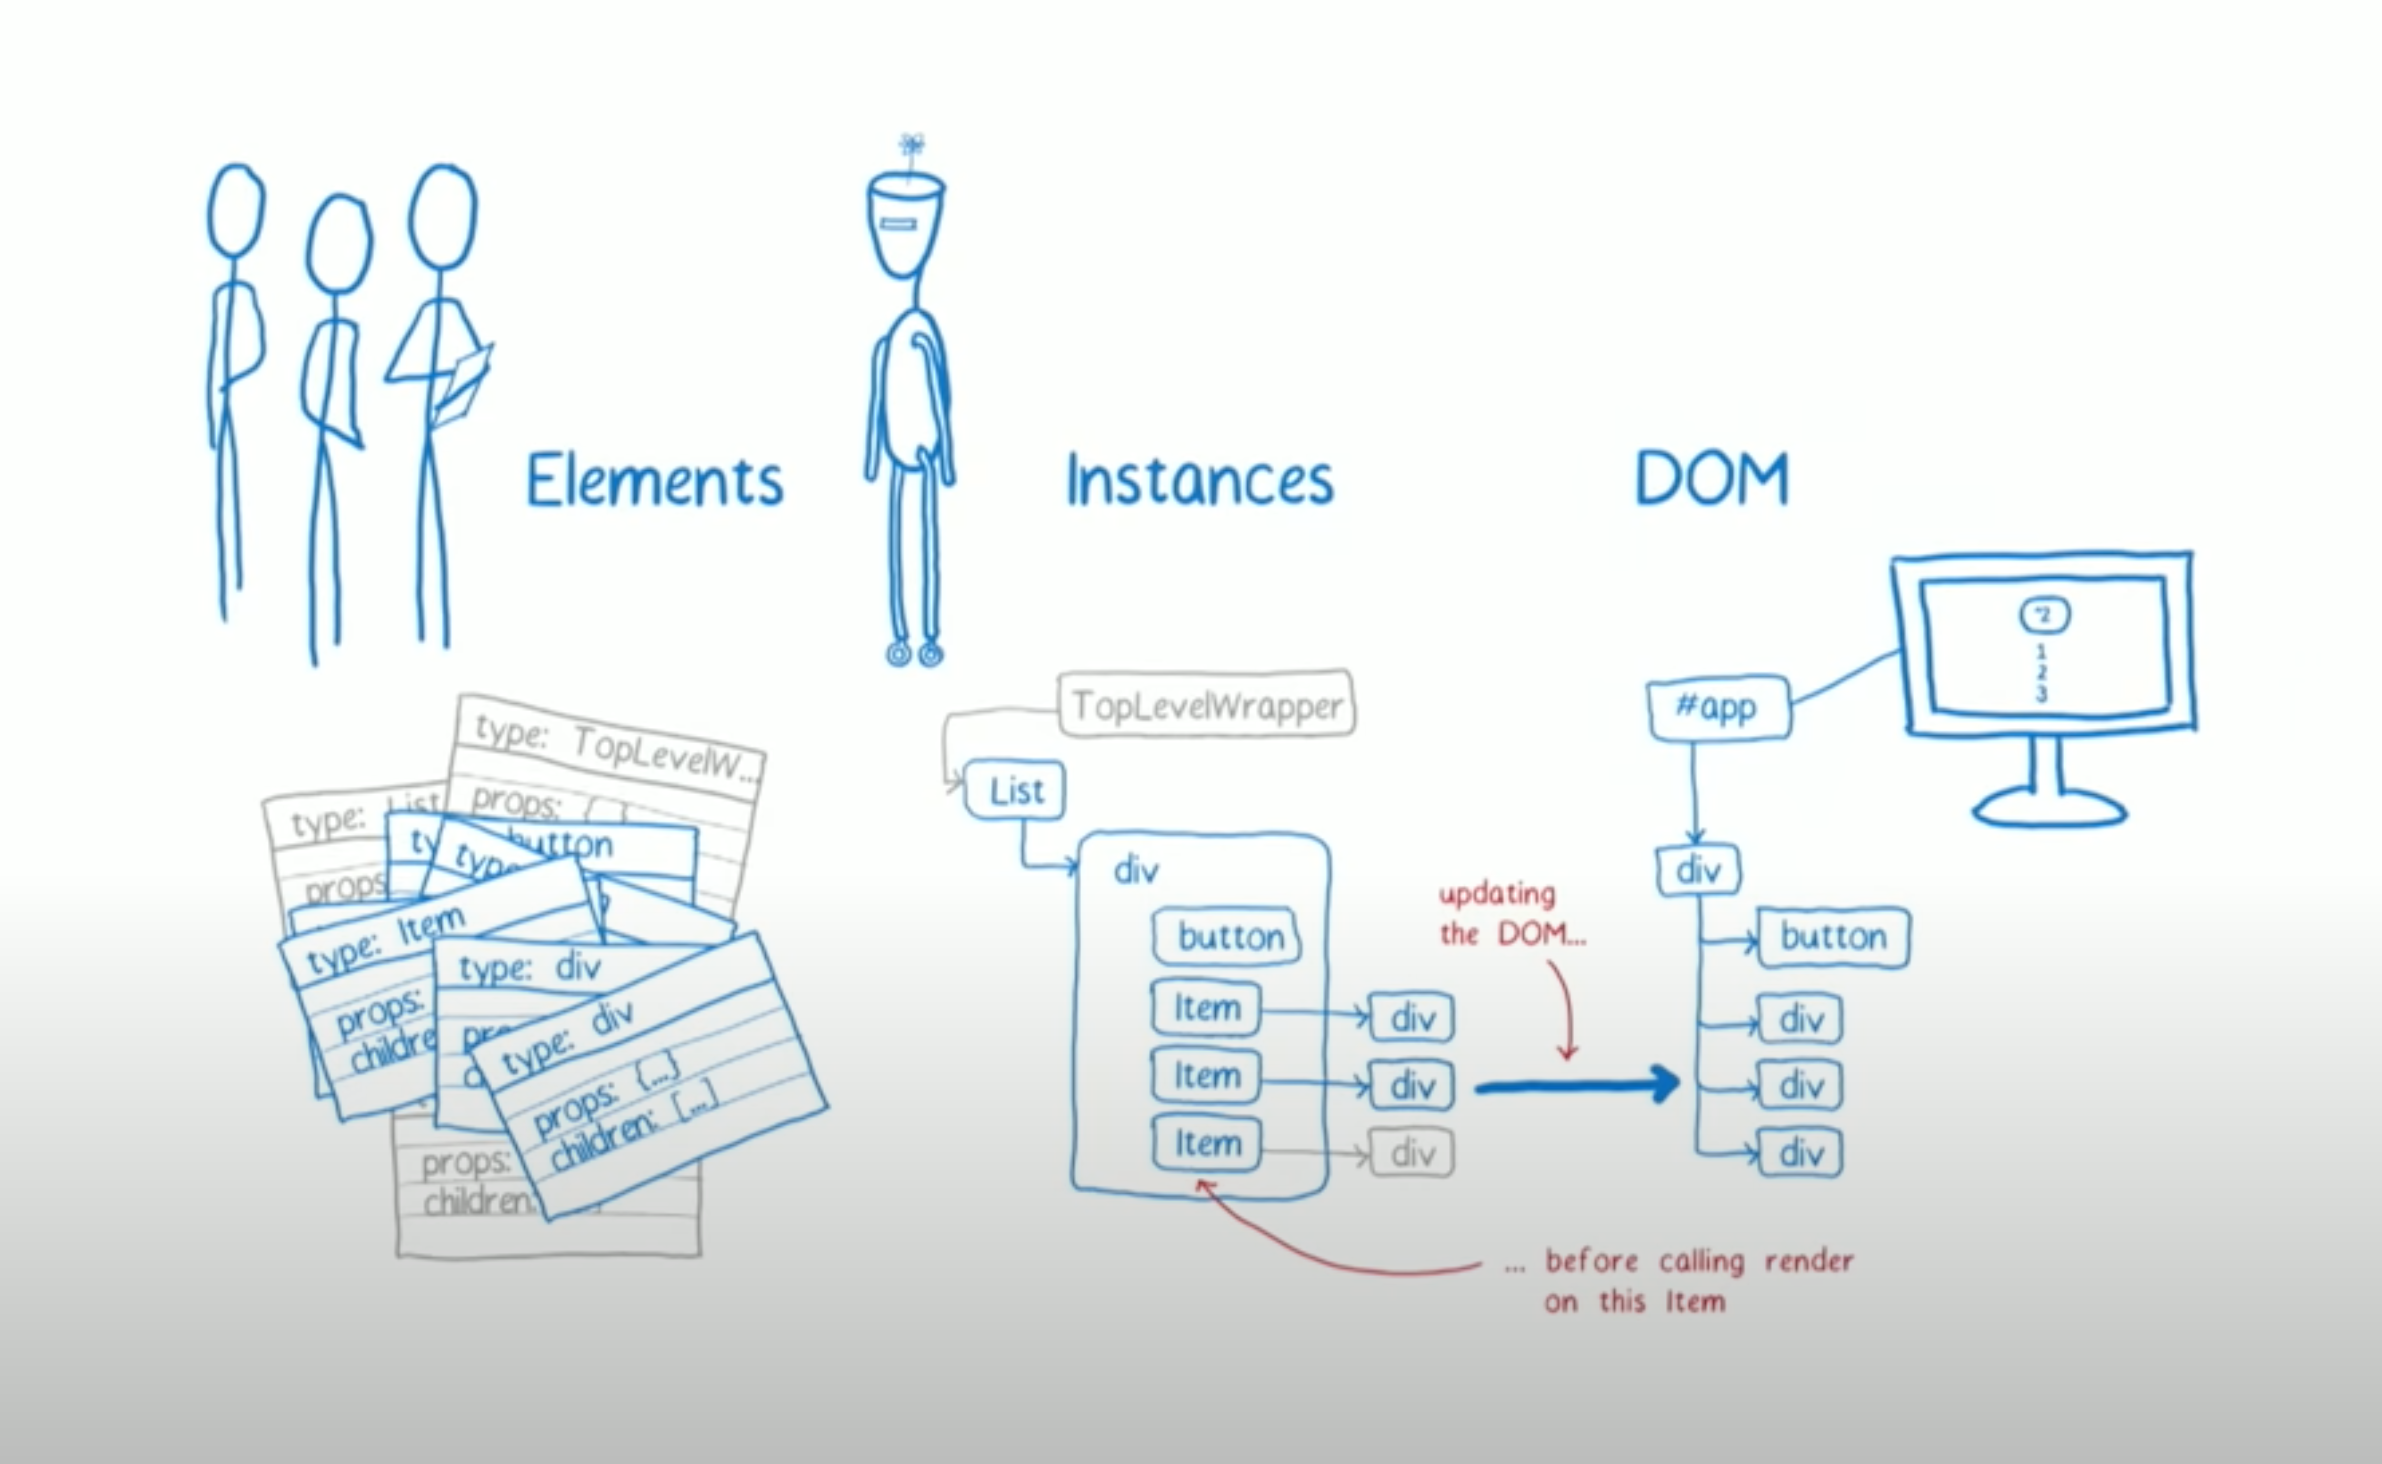 Elements
Instances
DOM
type: TopLevelW...
props: { }
type: List
props
ty
button
type
type: Item
props:
childre
type: div
pro
type: div
props: {...}
children: [...]
props:
children:
TopLevelWrapper
List
div
button
Item
Item
Item
div
div
div
updating
the DOM...
... before calling render
on this Item
#app
div
button
div
div
div
^2
1
2
3